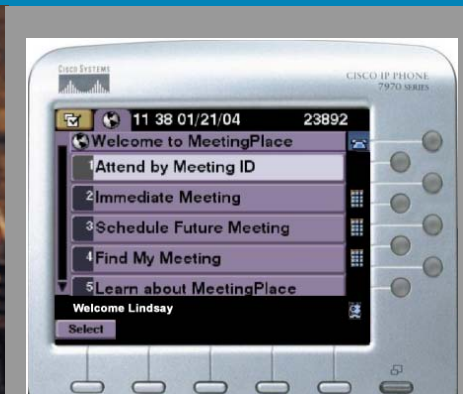 CISCO SYSTEMS
CISCO IP PHONE
7970 SERIES
11 38 01/21/04 23892
Welcome to MeetingPlace
1 Attend by Meeting ID
2 Immediate Meeting
3 Schedule Future Meeting
4 Find My Meeting
5 Learn about MeetingPlace
Welcome Lindsay
Select